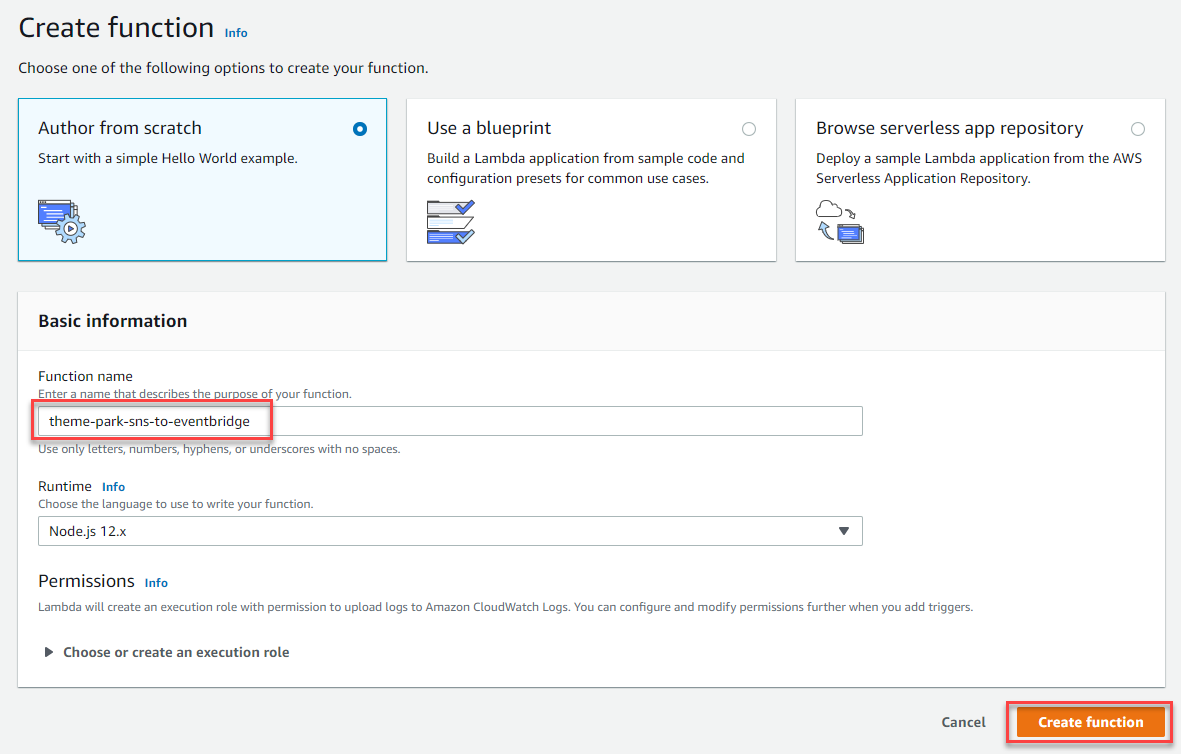 Create function Info
Choose one of the following options to create your function.
Author from scratch
Start with a simple Hello World example.
Use a blueprint
Build a Lambda application from sample code and
configuration presets for common use cases.
Browse serverless app repository
Deploy a sample Lambda application from the AWS
Serverless Application Repository.
Basic information
Function name
Enter a name that describes the purpose of your function.
theme-park-sns-to-eventbridge
Use only letters, numbers, hyphens, or underscores with no spaces.
Runtime Info
Choose the language to use to write your function.
Node.js 12.x
Permissions Info
Lambda will create an execution role with permission to upload logs to Amazon CloudWatch Logs. You can configure and modify permissions further when you add triggers.
Choose or create an execution role
Cancel
Create function